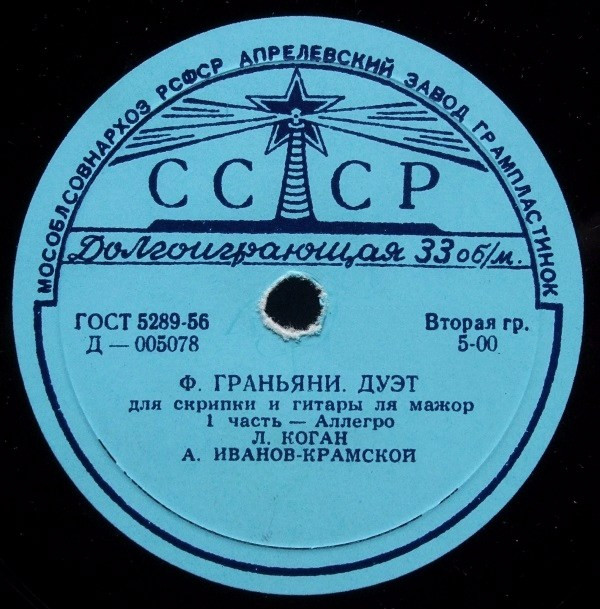 МОСОБЛСОВНАРХОЗ РСФСР АПРЕЛЕВСКИЙ ЗАВОД ГРАМПЛАСТИНОК
СССР
Долгоиграющая 33 об/м.
ГОСТ 5289-56
Д — 005078
Вторая гр.
5-00
Ф. ГРАНЬЯНИ. ДУЭТ
для скрипки и гитары ля мажор
1 часть — Аллегро
Л. КОГАН
А. ИВАНОВ-КРАМСКОЙ